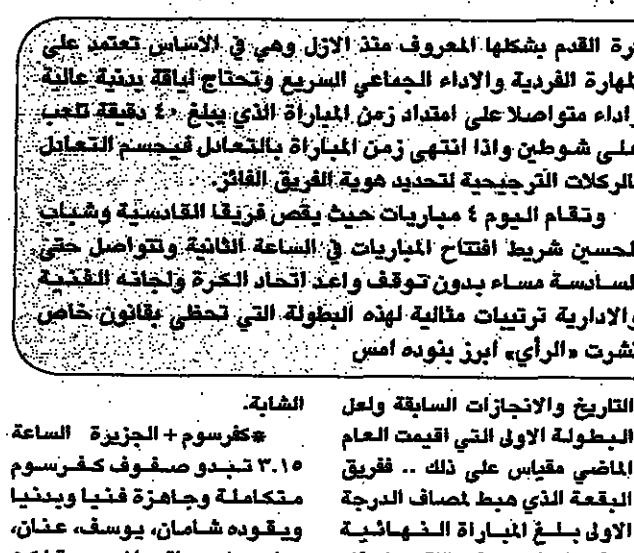 كرة القدم بشكلها المعروف منذ الازل وهي في الاساس تعتمد على
المهارة الفردية والاداء الجماعي السريع وتحتاج لياقة بدنية عالية
واداء متواصلا على امتداد زمن المباراة الذي يبلغ ٤٠ دقيقة تلعب
على شوطين واذا انتهى زمن المباراة بالتعادل فيحسم التعادل
بالركلات الترجيحية لتحديد هوية الفريق الفائز.
وتقام اليوم ٤ مباريات حيث يقص فريقا القادسية وشباب
الحسين شريط افتتاح المباريات في الساعة الثانية وتتواصل حتى
السادسة مساء بدون توقف واعد اتحاد الكرة ولجانه الفنية
والادارية ترتيبات مثالية لهذه البطولة التي تحظى بقانون خاص
نشرت «الرأي» ابرز بنوده امس
التاريخ والانجازات السابقة ولعل
البطولة الاولى التي اقيمت العام
الماضي مقياس على ذلك .. ففريق
البقعة الذي هبط لمصاف الدرجة
الاولى بلغ المباراة النهائية
الشابة.
*كفرسوم + الجزيرة الساعة
٣.١٥ تبدو صفوف كفرسوم
متكاملة وجاهزة فنيا وبدنيا
ويقوده شامان، يوسف، عنان،